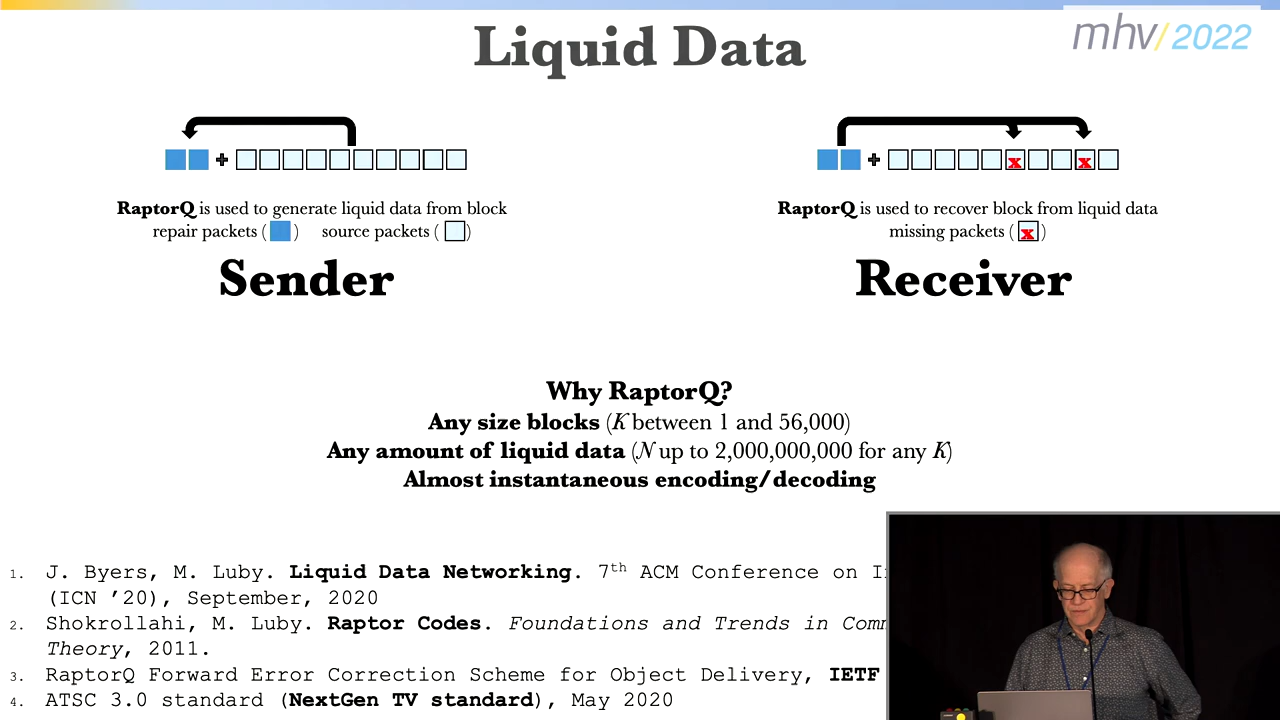 mhv/2022
Liquid Data
RaptorQ is used to generate liquid data from block
repair packets ( ) source packets ( )
Sender
x x
RaptorQ is used to recover block from liquid data
missing packets ( x )
Receiver
Why RaptorQ?
Any size blocks (K between 1 and 56,000)
Any amount of liquid data (N up to 2,000,000,000 for any K)
Almost instantaneous encoding/decoding
1. J. Byers, M. Luby. Liquid Data Networking. 7th ACM Conference on
(ICN ’20), September, 2020
2. Shokrollahi, M. Luby. Raptor Codes. Foundations and Trends in
Theory, 2011.
3. RaptorQ Forward Error Correction Scheme for Object Delivery, IETF
4. ATSC 3.0 standard (NextGen TV standard), May 2020